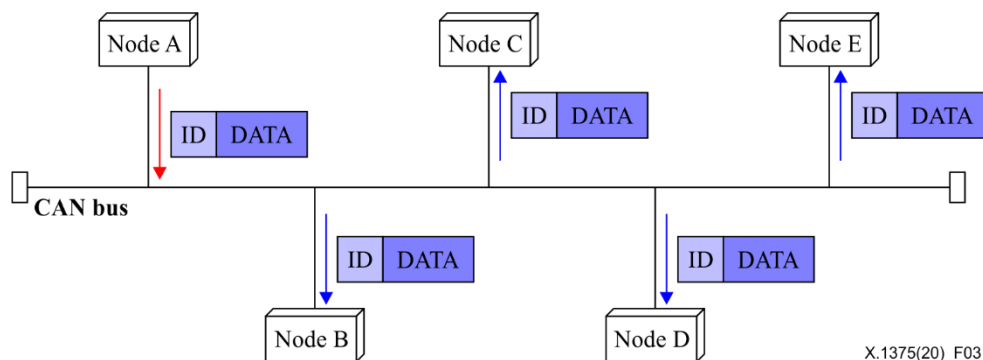 Node A
Node C
Node E
ID DATA
ID DATA
ID DATA
CAN bus
ID DATA
ID DATA
Node B
Node D
X.1375(20)_F03